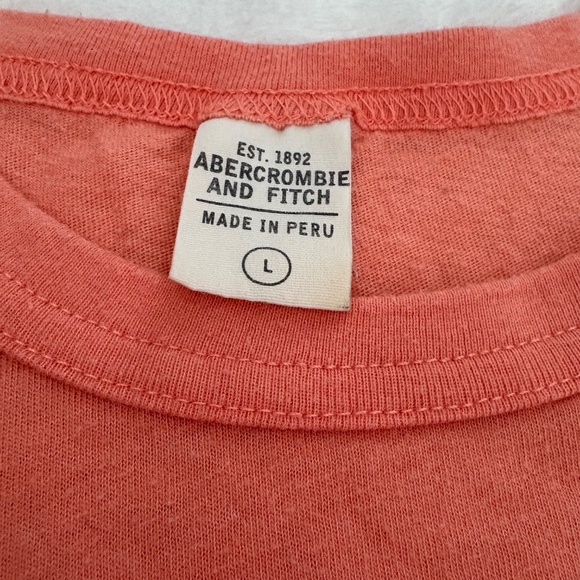 EST. 1892
ABERCROMBIE
AND FITCH
MADE IN PERU
L